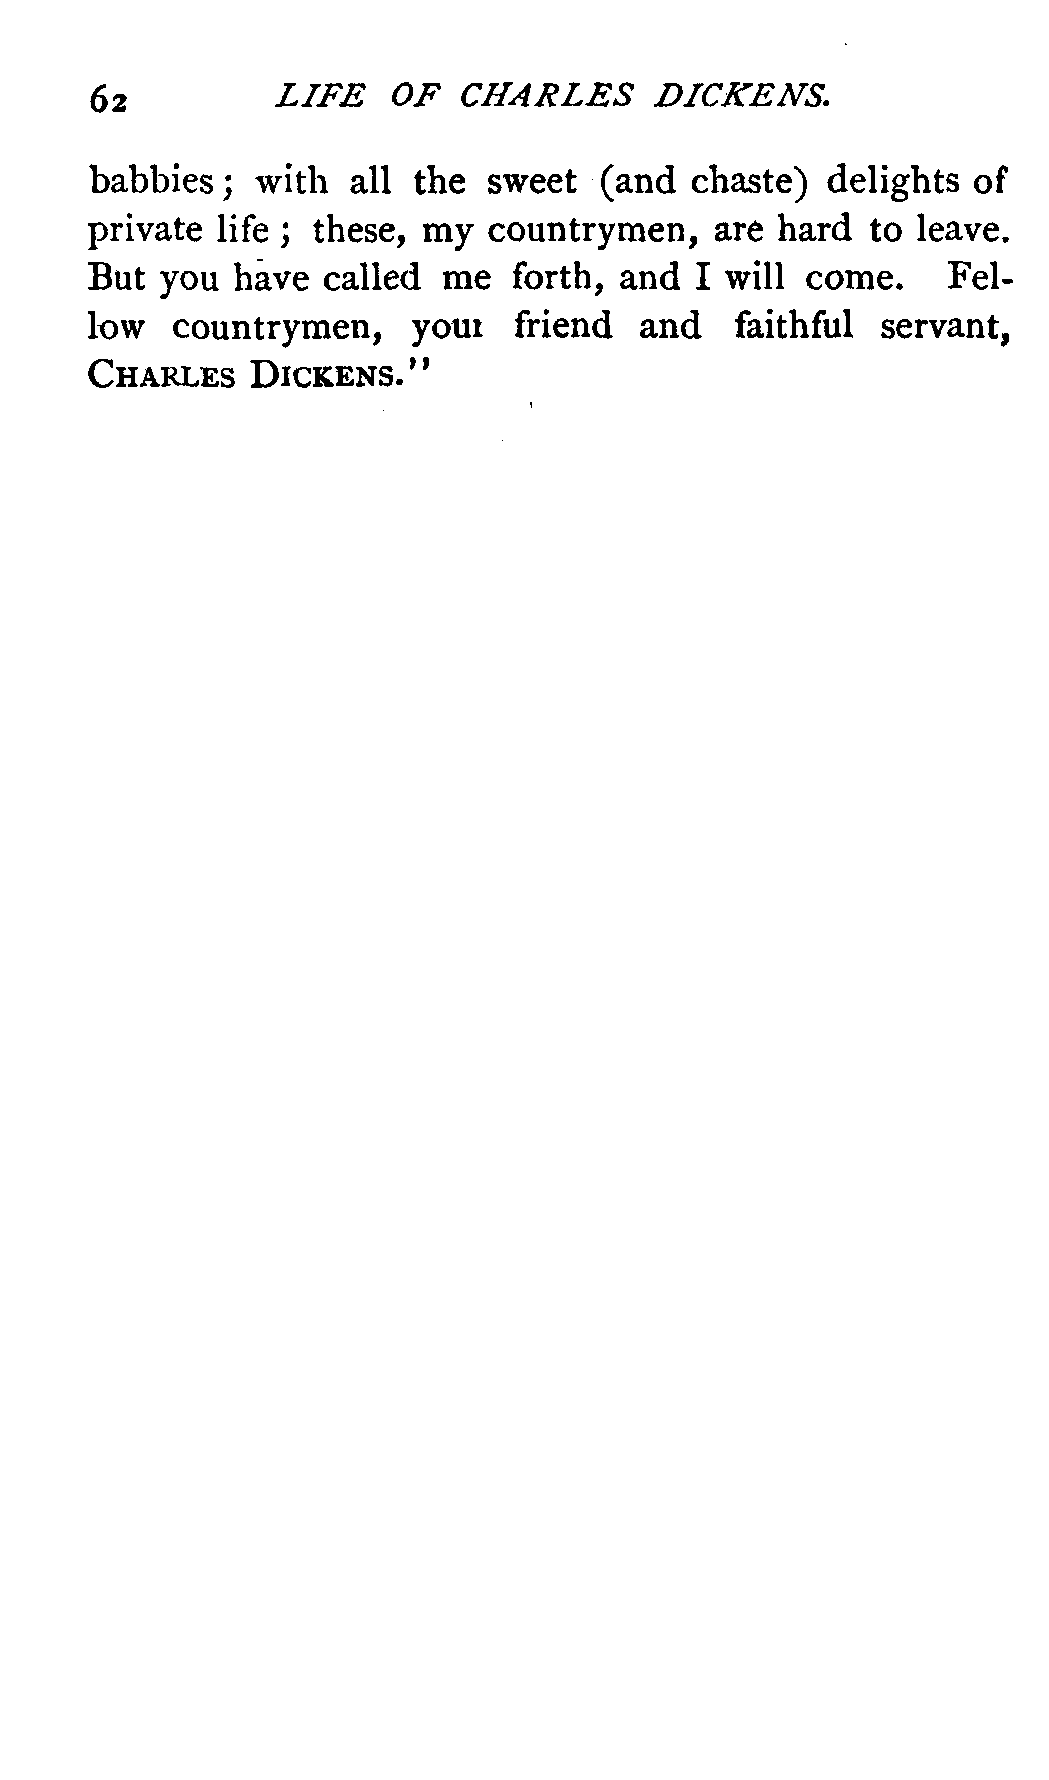 62 LIFE OF CHARLES DICKENS.
babbies ; with all the sweet (and chaste) delights of
private life ; these, my countrymen, are hard to leave.
But you have called me forth, and I will come. Fel-
low countrymen, your friend and faithful servant,
CHARLES DICKENS."